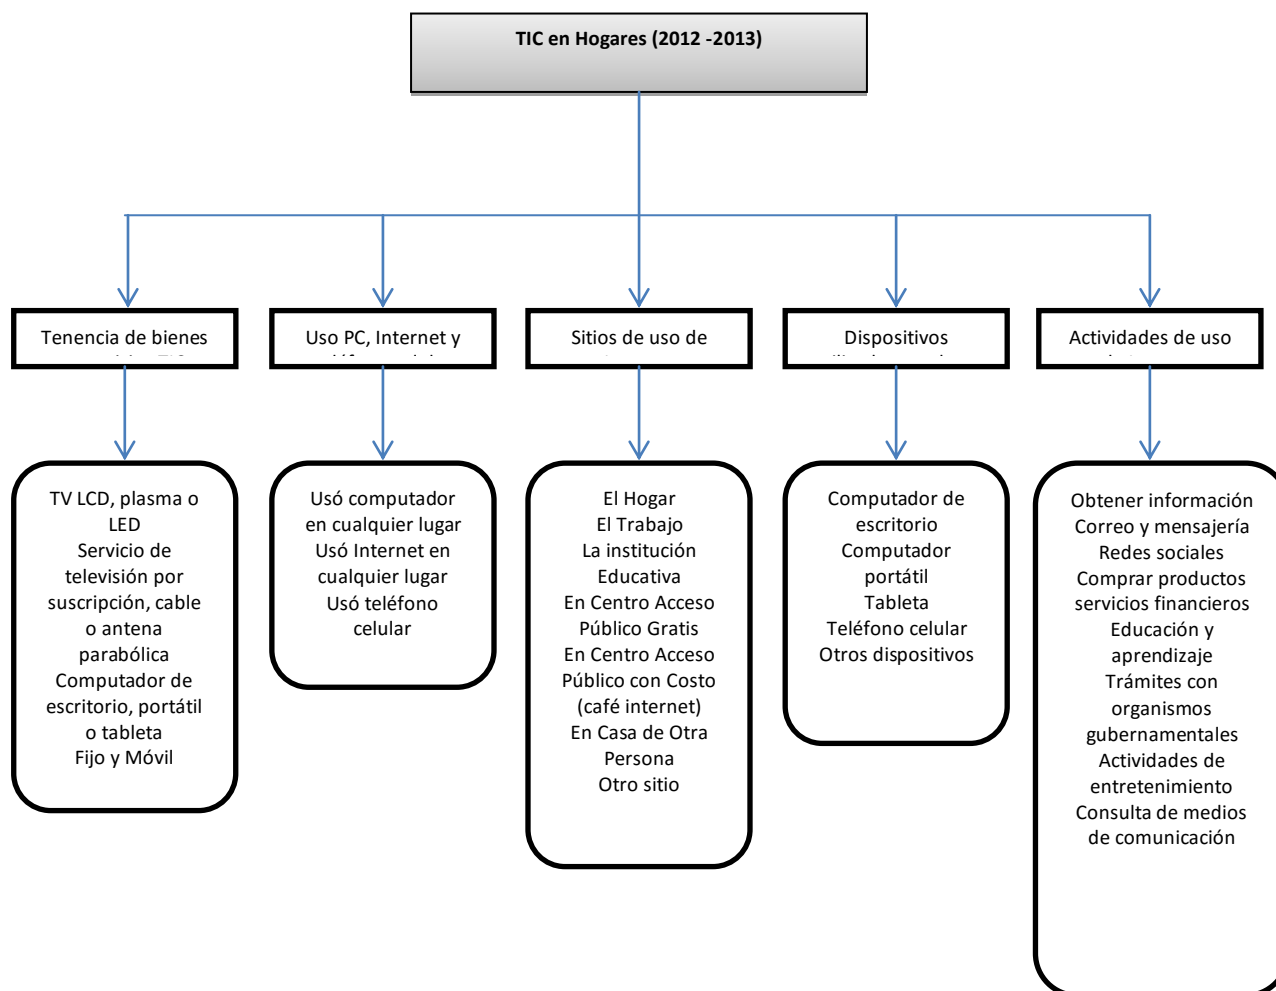 TIC en Hogares (2012 -2013)
Tenencia de bienes
Uso PC, Internet y
Sitios de uso de
Dispositivos
Actividades de uso
TV LCD, plasma o
LED
Servicio de
televisión por
suscripción, cable
o antena
parabólica
Computador de
escritorio, portátil
o tableta
Fijo y Móvil
Usó computador
en cualquier lugar
Usó Internet en
cualquier lugar
Usó teléfono
celular
El Hogar
El Trabajo
La institución
Educativa
En Centro Acceso
Público Gratis
En Centro Acceso
Público con Costo
(café internet)
En Casa de Otra
Persona
Otro sitio
Computador de
escritorio
Computador
portátil
Tableta
Teléfono celular
Otros dispositivos
Obtener información
Correo y mensajería
Redes sociales
Comprar productos
servicios financieros
Educación y
aprendizaje
Trámites con
organismos
gubernamentales
Actividades de
entretenimiento
Consulta de medios
de comunicación